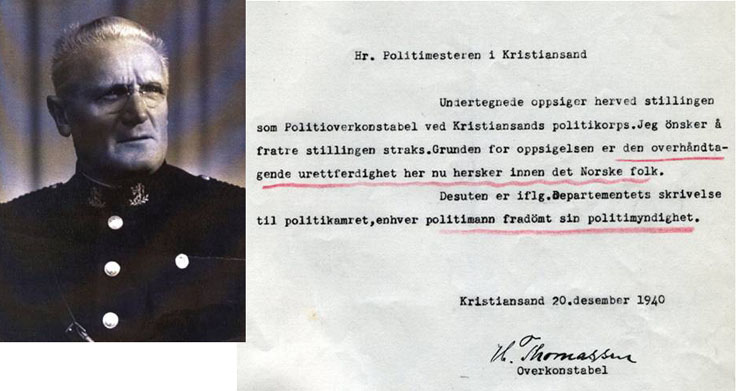 Hr. Politimesteren i Kristiansand
Undertegnede oppsiger herved stillingen
som Politioverkonstabel ved Kristiansands politikorps.Jeg önsker å
fratre stillingen straks.Grunden for oppsigelsen er den overhåndta-
gende urettferdighet her nu hersker innen det Norske folk.
Desuten er iflg.Departementets skrivelse
til politikamret,enhver politimann fradömt sin politimyndighet.
Kristiansand 20.desember 1940
H. Thomassen
Overkonstabel